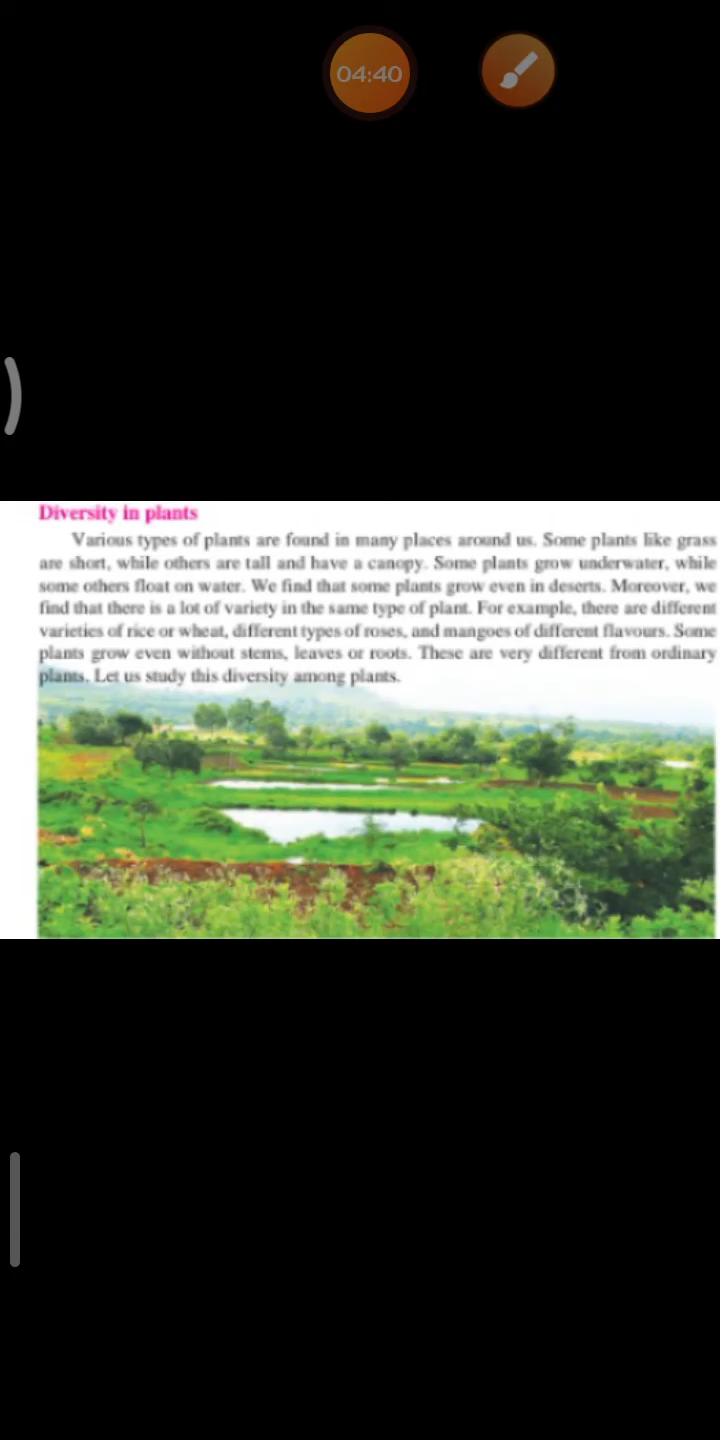 04:40
Diversity in plants
Various types of plants are found in many places around us. Some plants like grass
are short, while others are tall and have a canopy. Some plants grow underwater, while
some others float on water. We find that some plants grow even in deserts. Moreover, we
find that there is a lot of variety in the same type of plant. For example, there are different
varieties of rice or wheat, different types of roses, and mangoes of different flavours. Some
plants grow even without stems, leaves or roots. These are very different from ordinary
plants. Let us study this diversity among plants.